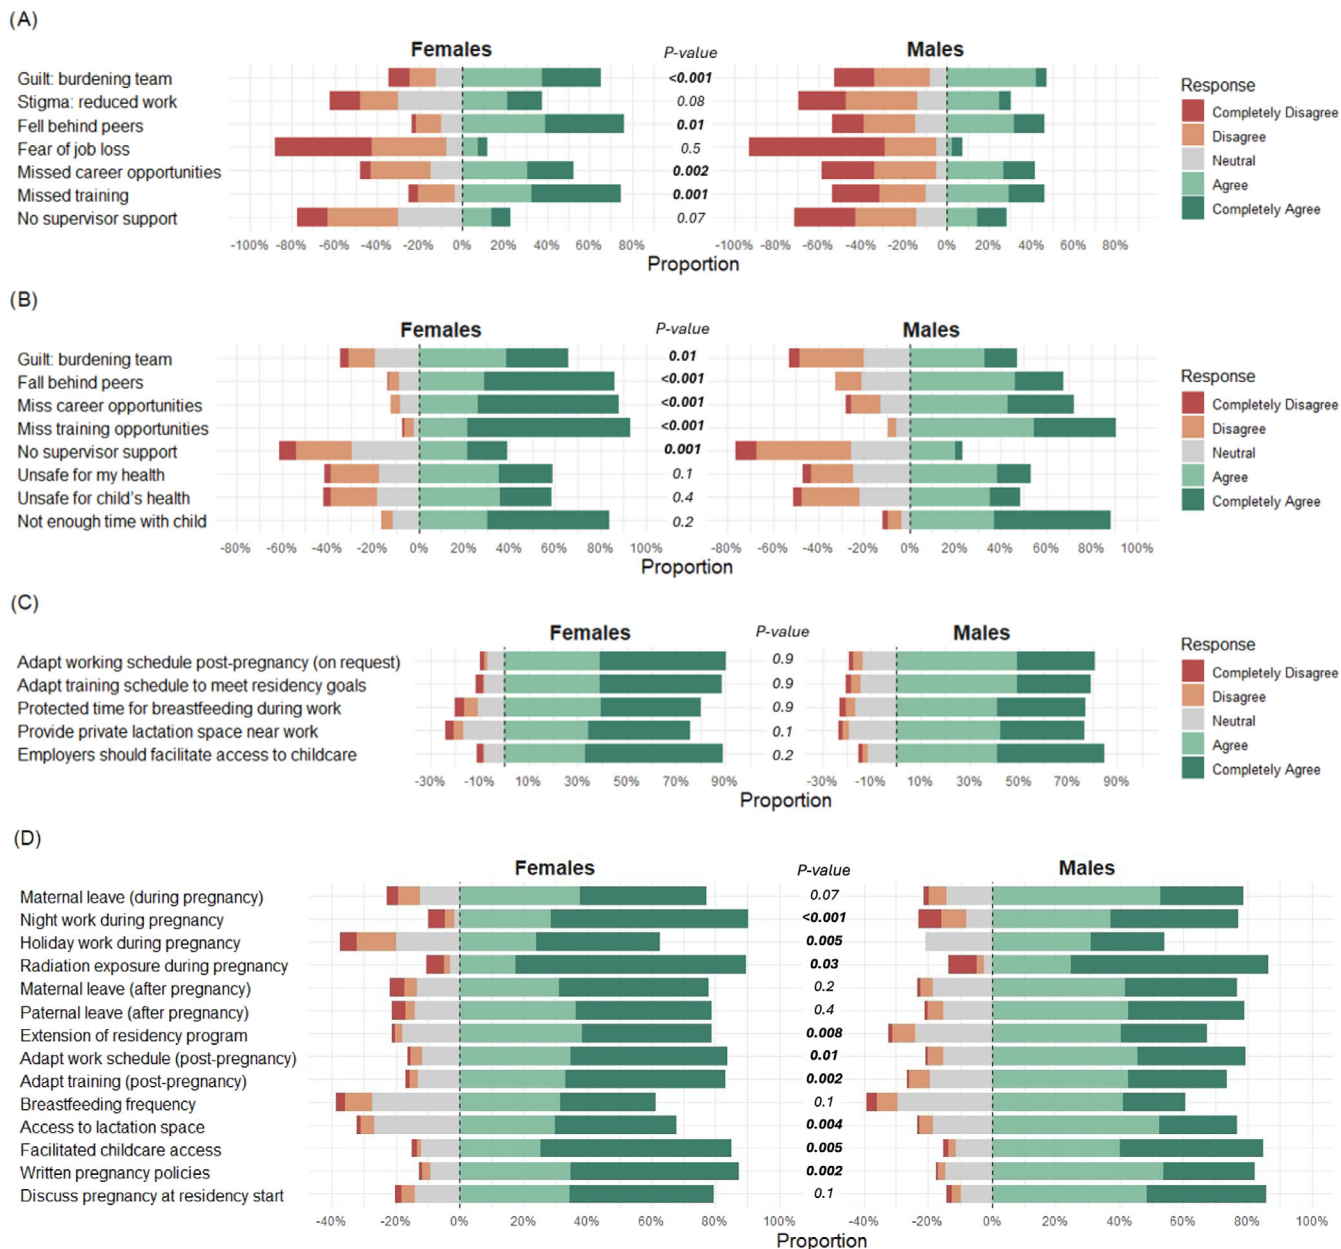 (A)
Females P-value Males
Guilt: burdening team <0.001
Stigma: reduced work 0.08
Fell behind peers 0.01
Fear of job loss 0.5
Missed career opportunities 0.002
Missed training 0.001
No supervisor support 0.07
-100% -80% -60% -40% -20% 0% 20% 40% 60% 80% -100% -80% -60% -40% -20% 0% 20% 40% 60% 80%
Proportion
Response
Completely Disagree
Disagree
Neutral
Agree
Completely Agree
(B)
Females P-value Males
Guilt: burdening team 0.01
Fall behind peers <0.001
Miss career opportunities <0.001
Miss training opportunities <0.001
No supervisor support 0.001
Unsafe for my health 0.1
Unsafe for child's health 0.4
Not enough time with child 0.2
-80% -60% -40% -20% 0% 20% 40% 60% 80% 100% -80% -60% -40% -20% 0% 20% 40% 60% 80% 100%
Proportion
Response
Completely Disagree
Disagree
Neutral
Agree
Completely Agree
(C)
Females P-value Males
Adapt working schedule post-pregnancy (on request) 0.9
Adapt training schedule to meet residency goals 0.9
Protected time for breastfeeding during work 0.9
Provide private lactation space near work 0.1
Employers should facilitate access to childcare 0.2
-30% -10% 10% 30% 50% 70% 90% -30% -10% 10% 30% 50% 70% 90%
Proportion
Response
Completely Disagree
Disagree
Neutral
Agree
Completely Agree
(D)
Females P-value Males
Maternal leave (during pregnancy) 0.07
Night work during pregnancy <0.001
Holiday work during pregnancy 0.005
Radiation exposure during pregnancy 0.03
Maternal leave (after pregnancy) 0.2
Paternal leave (after pregnancy) 0.4
Extension of residency program 0.008
Adapt work schedule (post-pregnancy) 0.01
Adapt training (post-pregnancy) 0.002
Breastfeeding frequency 0.1
Access to lactation space 0.004
Facilitated childcare access 0.005
Written pregnancy policies 0.002
Discuss pregnancy at residency start 0.1
-40% -20% 0% 20% 40% 60% 80% 100% -40% -20% 0% 20% 40% 60% 80% 100%
Proportion